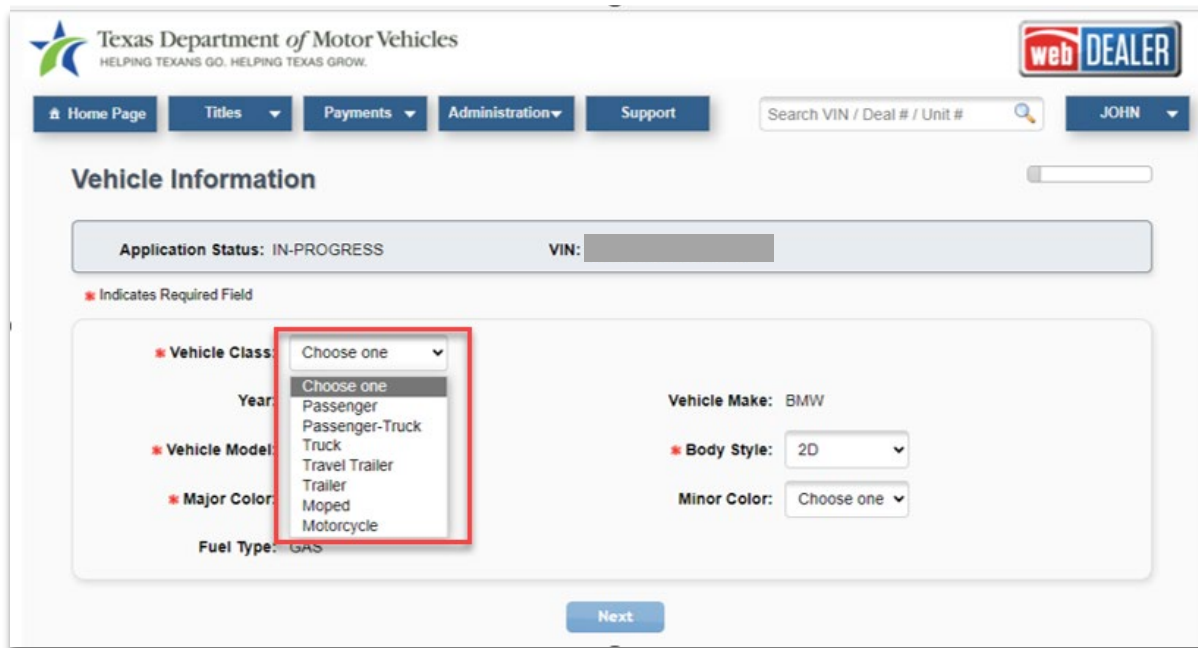 Texas Department of Motor Vehicles
HELPING TEXANS GO. HELPING TEXAS GROW.
web DEALER
Home Page Titles Payments Administration Support Search VIN / Deal # / Unit # JOHN
Vehicle Information
Application Status: IN-PROGRESS VIN:
* Indicates Required Field
* Vehicle Class: Choose one
Choose one
Year: Passenger Vehicle Make: BMW
Passenger-Truck
* Vehicle Model: Truck * Body Style: 2D
Travel Trailer
Trailer
* Major Color: Moped Minor Color: Choose one
Motorcycle
Fuel Type: GAS
Next